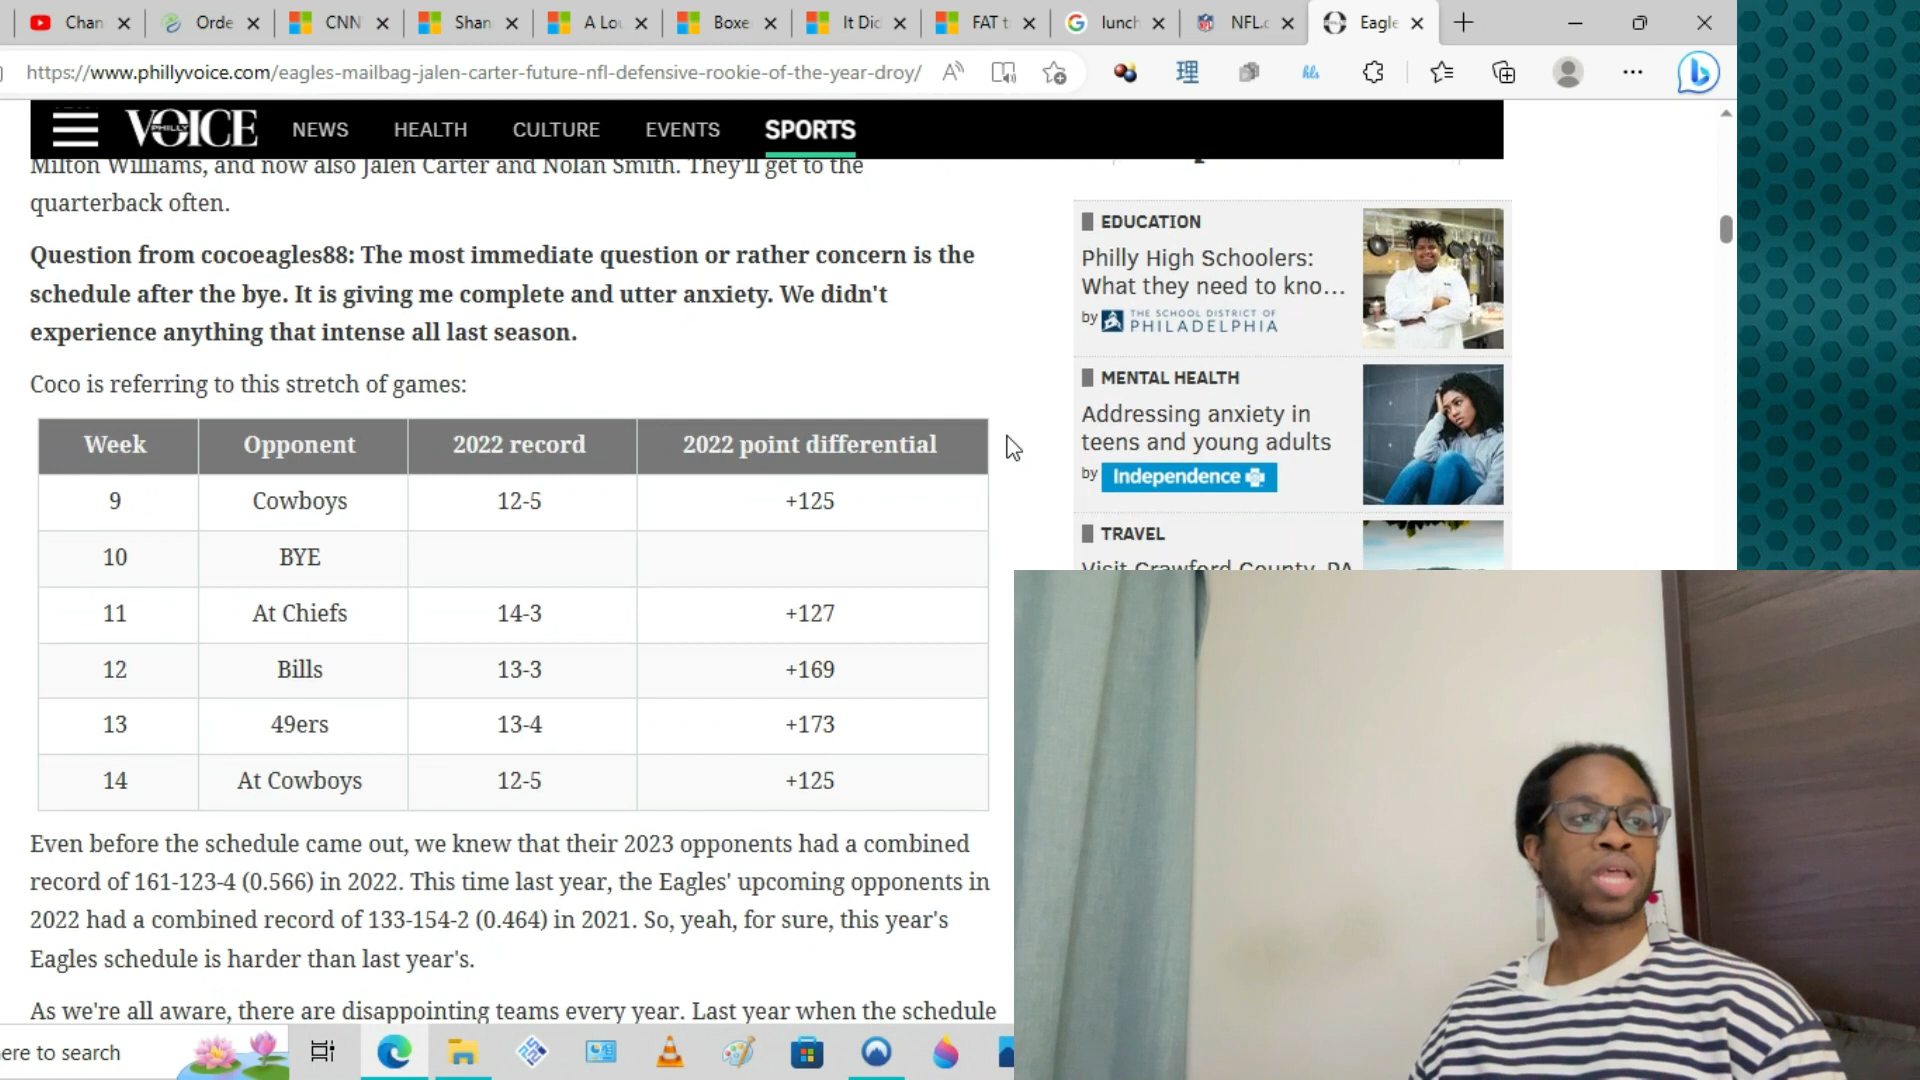 Chan
Orde
CNN
Shan
A Lou
Boxe
It Dic
FAT t
lunch
NFL.c
Eagle
https://www.phillyvoice.com/eagles-mailbag-jalen-carter-future-nfl-defensive-rookie-of-the-year-droy/
PHILLY VOICE
NEWS HEALTH CULTURE EVENTS SPORTS
Milton Williams, and now also Jalen Carter and Nolan Smith. They'll get to the
quarterback often.
Question from cocoeagles88: The most immediate question or rather concern is the
schedule after the bye. It is giving me complete and utter anxiety. We didn't
experience anything that intense all last season.
Coco is referring to this stretch of games:
Week Opponent 2022 record 2022 point differential
9 Cowboys 12-5 +125
10 BYE
11 At Chiefs 14-3 +127
12 Bills 13-3 +169
13 49ers 13-4 +173
14 At Cowboys 12-5 +125
Even before the schedule came out, we knew that their 2023 opponents had a combined
record of 161-123-4 (0.566) in 2022. This time last year, the Eagles' upcoming opponents in
2022 had a combined record of 133-154-2 (0.464) in 2021. So, yeah, for sure, this year's
Eagles schedule is harder than last year's.
As we're all aware, there are disappointing teams every year. Last year when the schedule
EDUCATION
Philly High Schoolers:
What they need to kno...
by THE SCHOOL DISTRICT OF
PHILADELPHIA
MENTAL HEALTH
Addressing anxiety in
teens and young adults
by Independence
TRAVEL
Visit Crawford County, PA
ere to search
理
hls